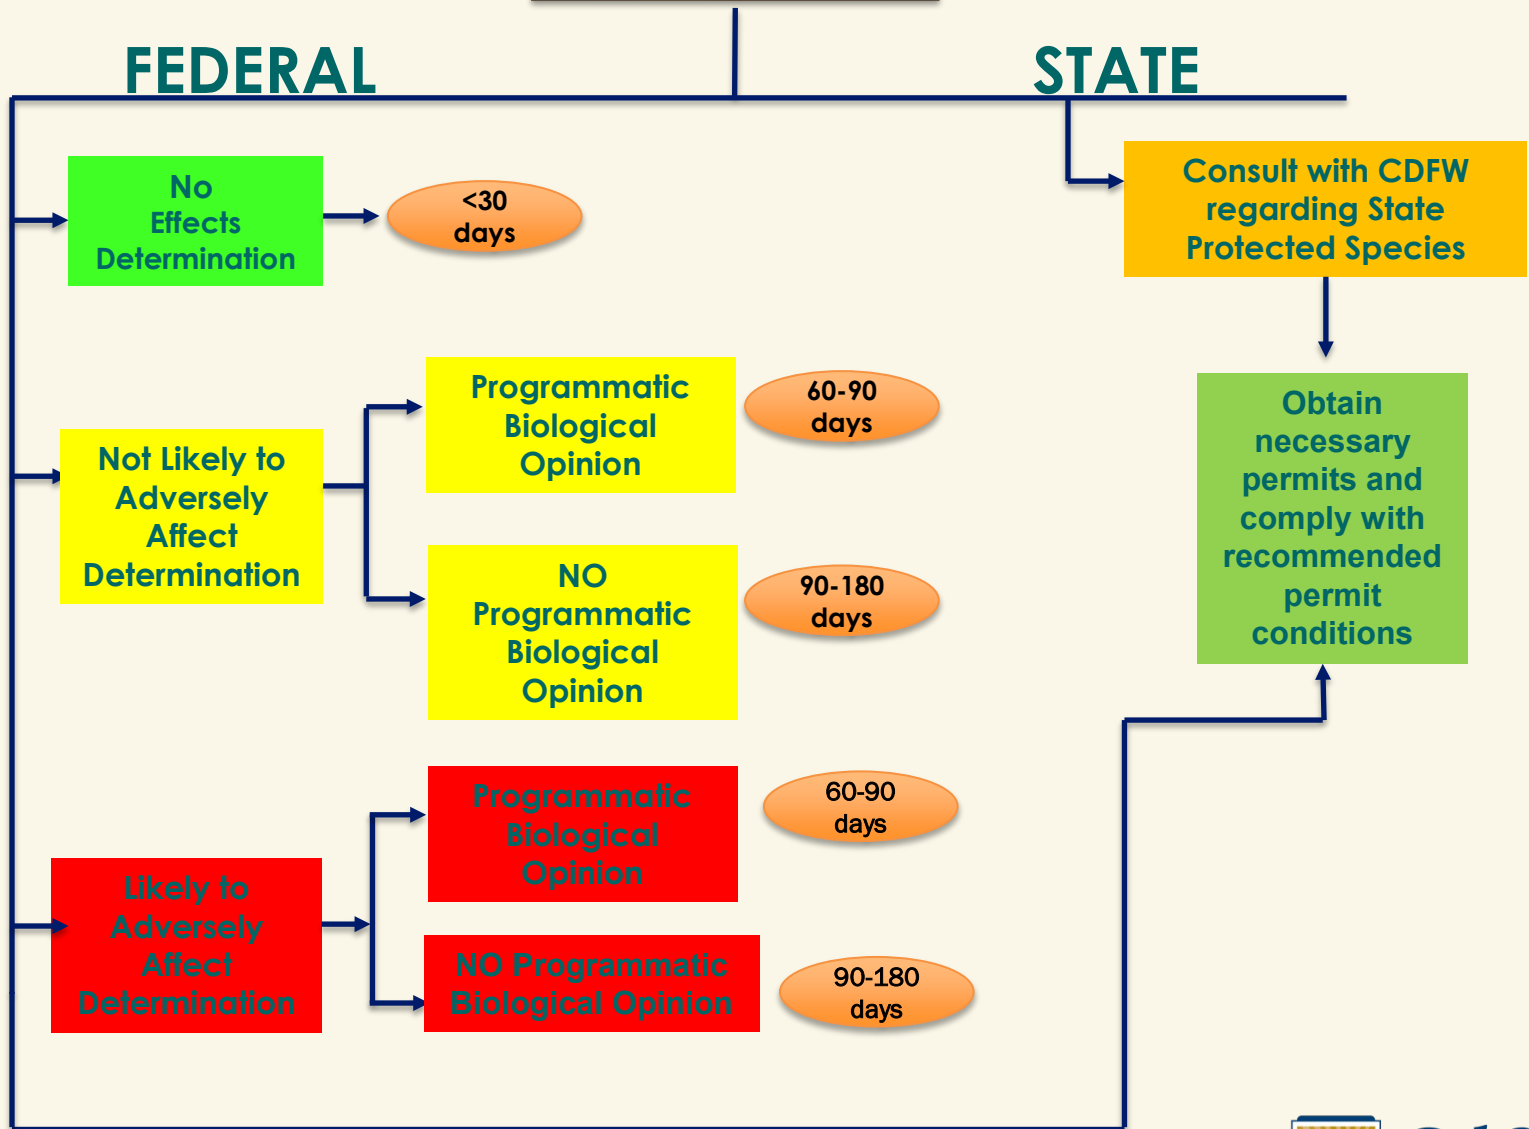 FEDERAL
STATE
No
Effects
Determination
<30
days
Consult with CDFW
regarding State
Protected Species
Programmatic
Biological
Opinion
60-90
days
Not Likely to
Adversely
Affect
Determination
NO
Programmatic
Biological
Opinion
90-180
days
Obtain
necessary
permits and
comply with
recommended
permit
conditions
Programmatic
Biological
Opinion
60-90
days
Likely to
Adversely
Affect
Determination
NO Programmatic
Biological Opinion
90-180
days